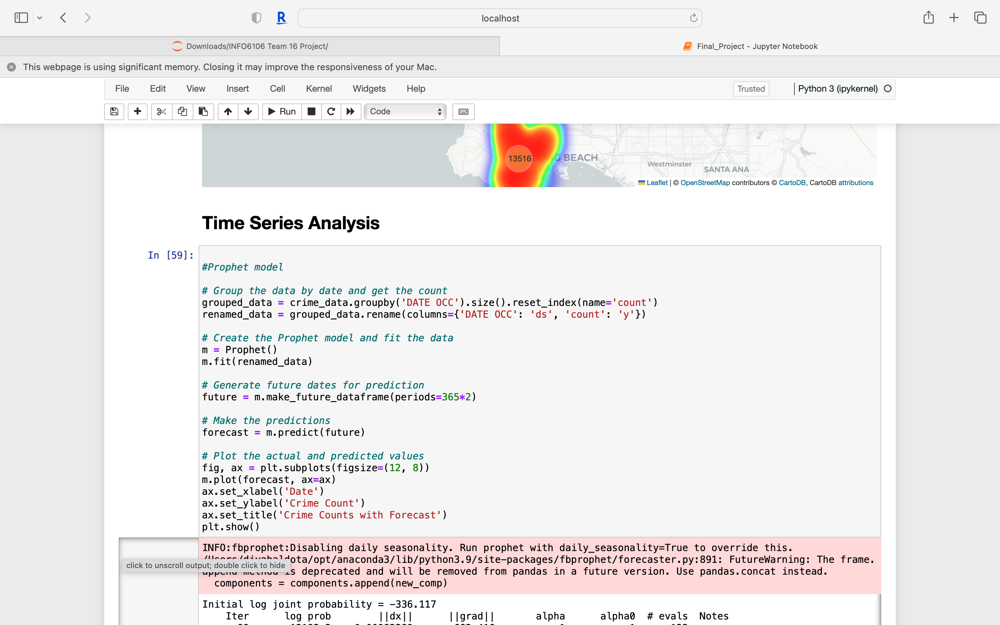 localhost
Downloads/INFO6106 Team 16 Project/
Final_Project - Jupyter Notebook
This webpage is using significant memory. Closing it may improve the responsiveness of your Mac.
File Edit View Insert Cell Kernel Widgets Help
Trusted
Python 3 (ipykernel)
Run
Code
13516
NG BEACH
Westminster
SANTA ANA
Leaflet | © OpenStreetMap contributors © CartoDB, CartoDB attributions
Time Series Analysis
In [59]:
#Prophet model
# Group the data by date and get the count
grouped_data = crime_data.groupby('DATE OCC').size().reset_index(name='count')
renamed_data = grouped_data.rename(columns={'DATE OCC': 'ds', 'count': 'y'})
# Create the Prophet model and fit the data
m = Prophet()
m.fit(renamed_data)
# Generate future dates for prediction
future = m.make_future_dataframe(periods=365*2)
# Make the predictions
forecast = m.predict(future)
# Plot the actual and predicted values
fig, ax = plt.subplots(figsize=(12, 8))
m.plot(forecast, ax=ax)
ax.set_xlabel('Date')
ax.set_ylabel('Crime Count')
ax.set_title('Crime Counts with Forecast')
plt.show()
INFO:fbprophet:Disabling daily seasonality. Run prophet with daily_seasonality=True to override this.
ota/opt/anaconda3/lib/python3.9/site-packages/fbprophet/forecaster.py:891: FutureWarning: The frame.
click to unscroll output; double click to hide
is deprecated and will be removed from pandas in a future version. Use pandas.concat instead.
components = components.append(new_comp)
Initial log joint probability = -336.117
Iter log prob ||dx|| ||grad|| alpha alpha0 # evals Notes